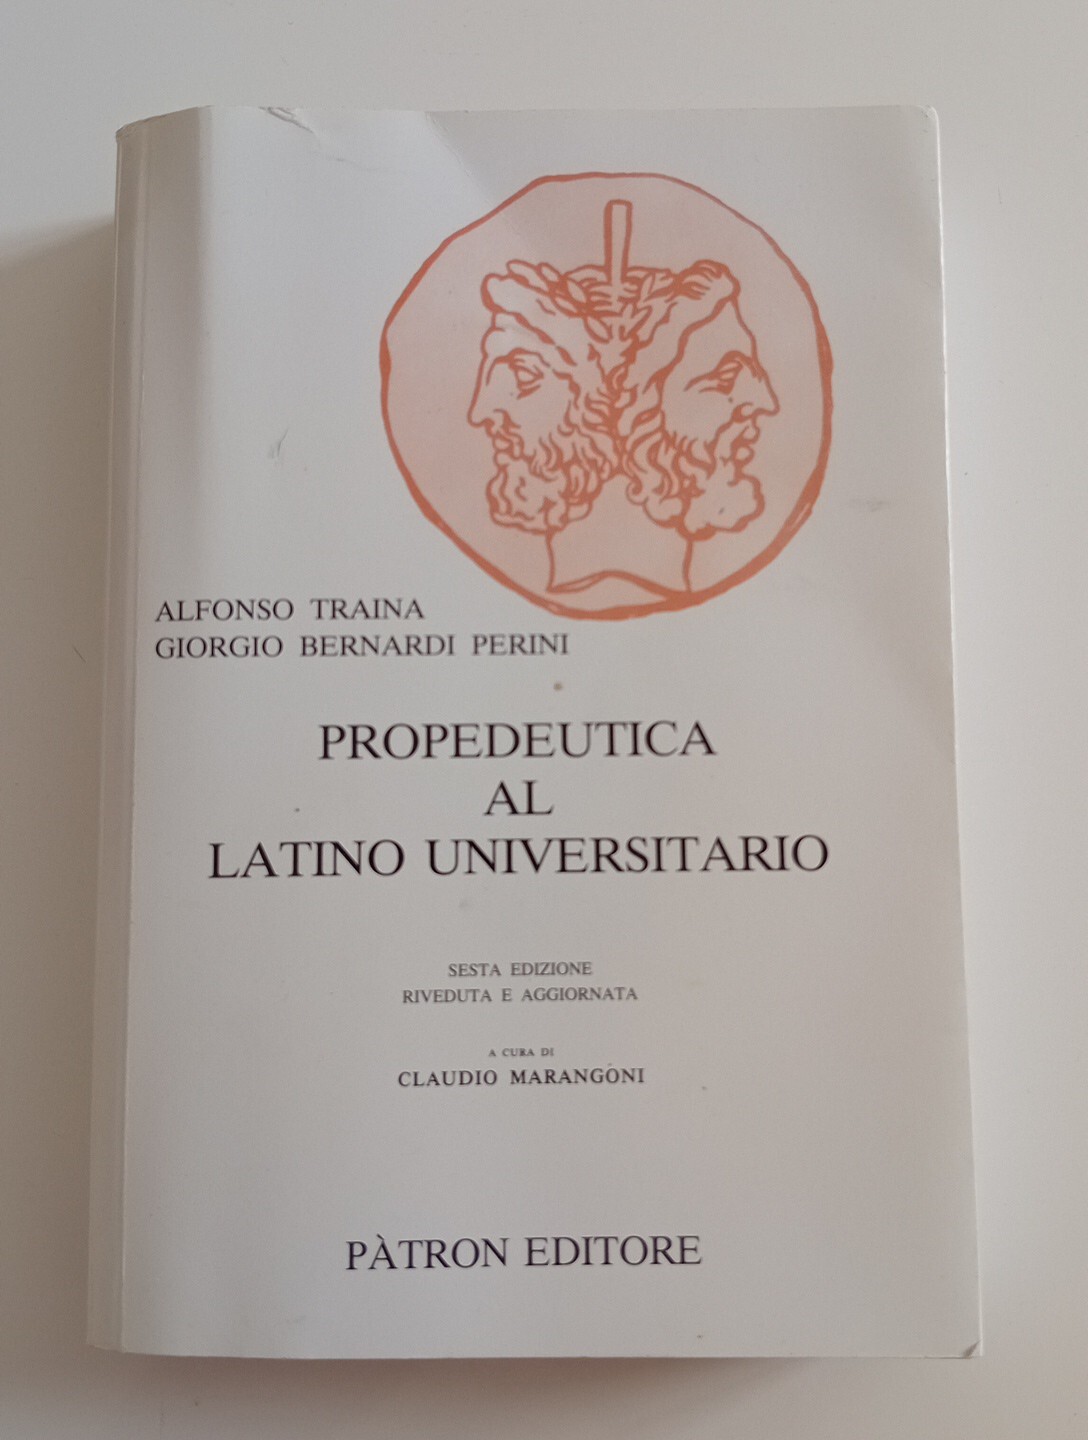 ALFONSO TRAINA
GIORGIO BERNARDI PERINI
PROPEDEUTICA
AL
LATINO UNIVERSITARIO
SESTA EDIZIONE
RIVEDUTA E AGGIORNATA
A CURA DI
CLAUDIO MARANGONI
PÀTRON EDITORE